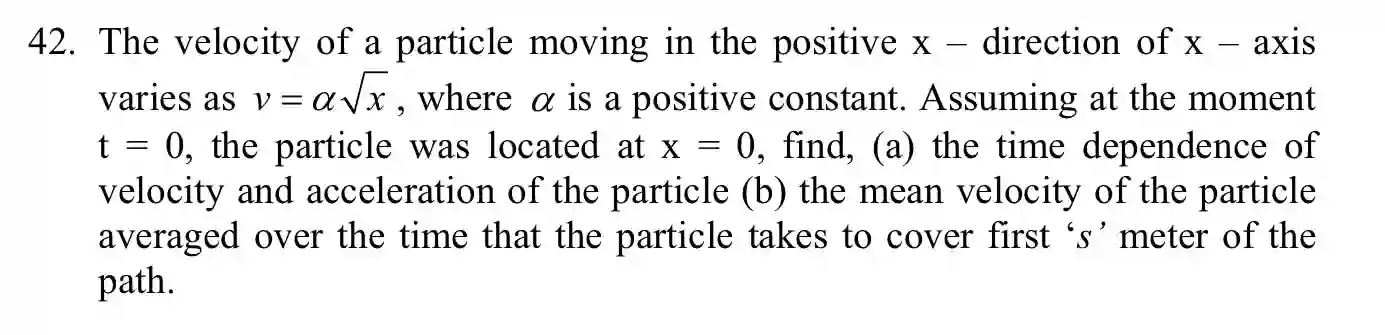 42. The velocity of a particle moving in the positive x – direction of x – axis
varies as v = α√x , where α is a positive constant. Assuming at the moment
t = 0, the particle was located at x = 0, find, (a) the time dependence of
velocity and acceleration of the particle (b) the mean velocity of the particle
averaged over the time that the particle takes to cover first ‘s’ meter of the
path.